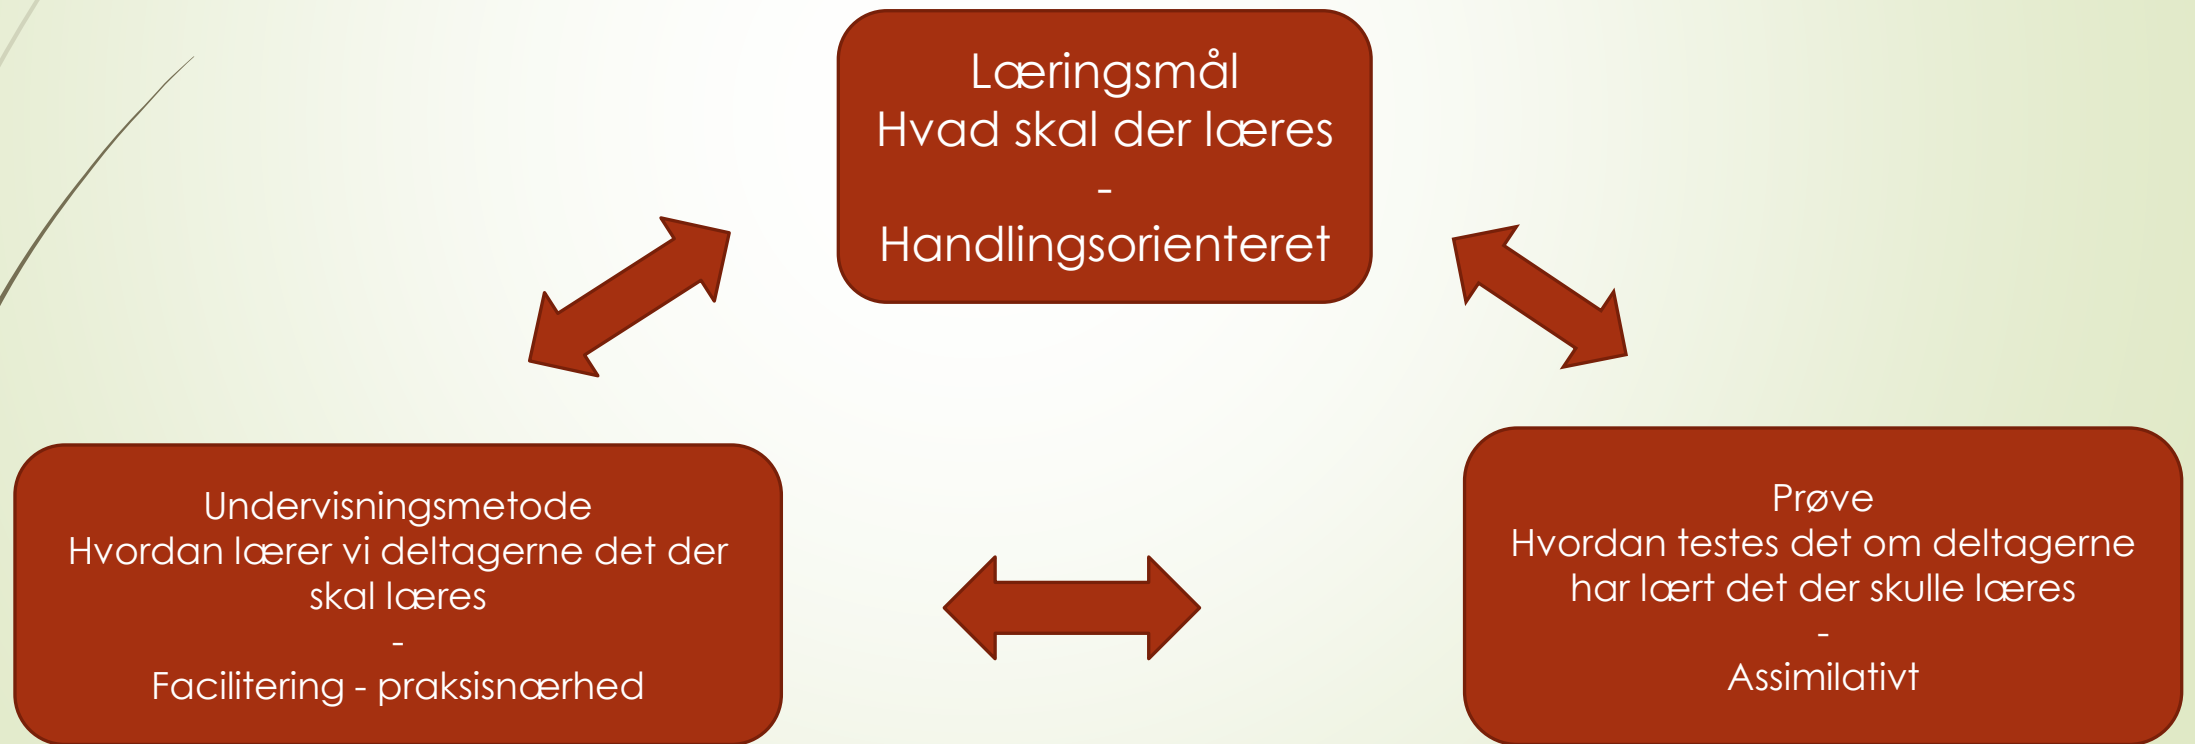 Læringsmål
Hvad skal der læres
-
Handlingsorienteret
Undervisningsmetode
Hvordan lærer vi deltagerne det der
skal læres
-
Facilitering - praksisnærhed
Prøve
Hvordan testes det om deltagerne
har lært det der skulle læres
-
Assimilativt